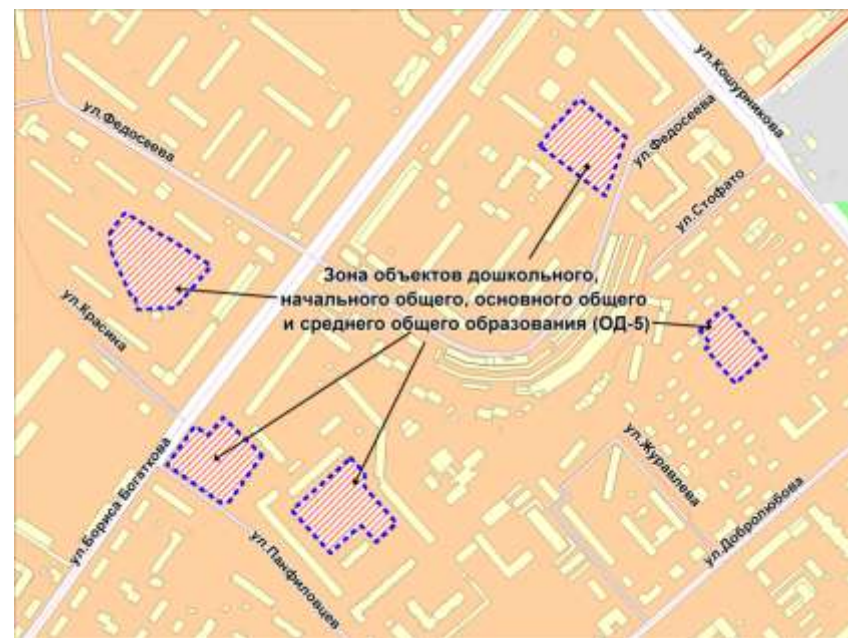 ул.Кошурникова
ул.Федосеева
ул.Федосеева
ул.Стофато
Зона объектов дошкольного,
начального общего, основного общего
и среднего общего образования (ОД-5)
ул.Красина
ул.Журавлева
ул.Добролюбова
ул.Бориса Богаткова
ул.Панфиловцев